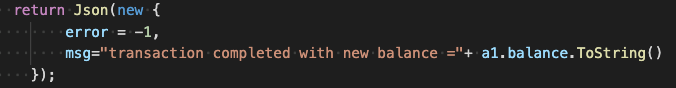 return Json(new {
error = -1,
msg="transaction completed with new balance ="+ a1.balance.ToString()
});